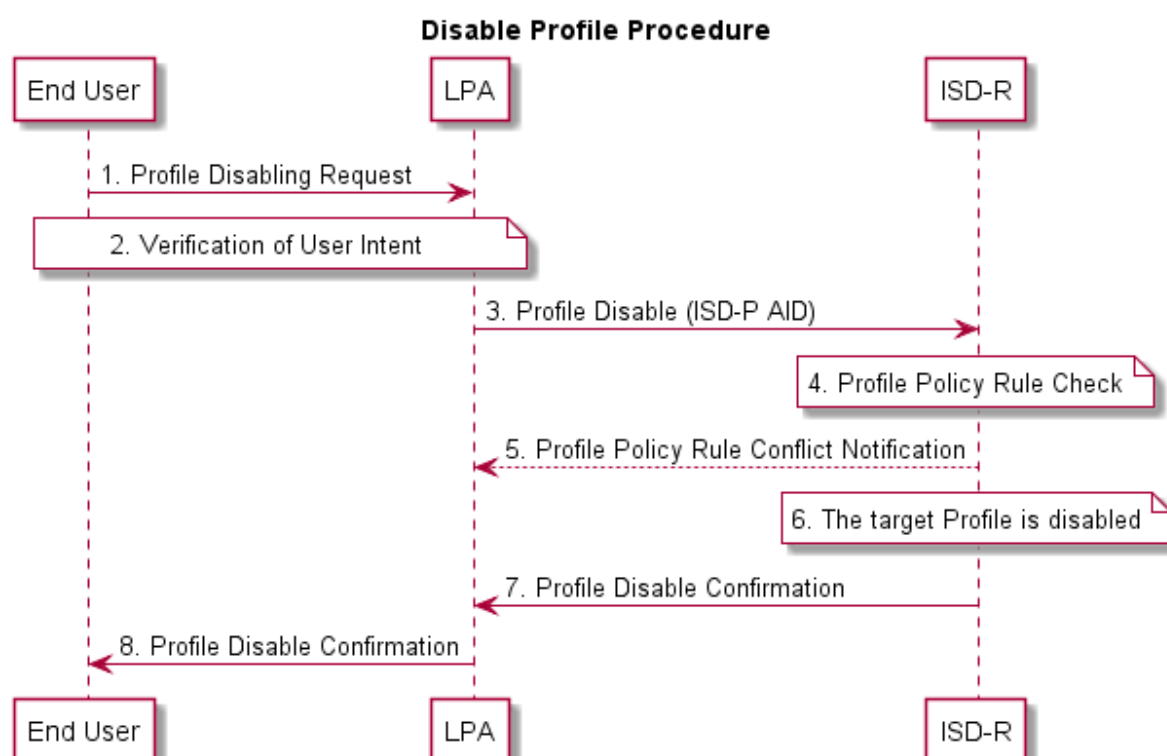 Disable Profile Procedure
End User
LPA
ISD-R
1. Profile Disabling Request
2. Verification of User Intent
3. Profile Disable (ISD-P AID)
4. Profile Policy Rule Check
5. Profile Policy Rule Conflict Notification
6. The target Profile is disabled
7. Profile Disable Confirmation
8. Profile Disable Confirmation
End User
LPA
ISD-R